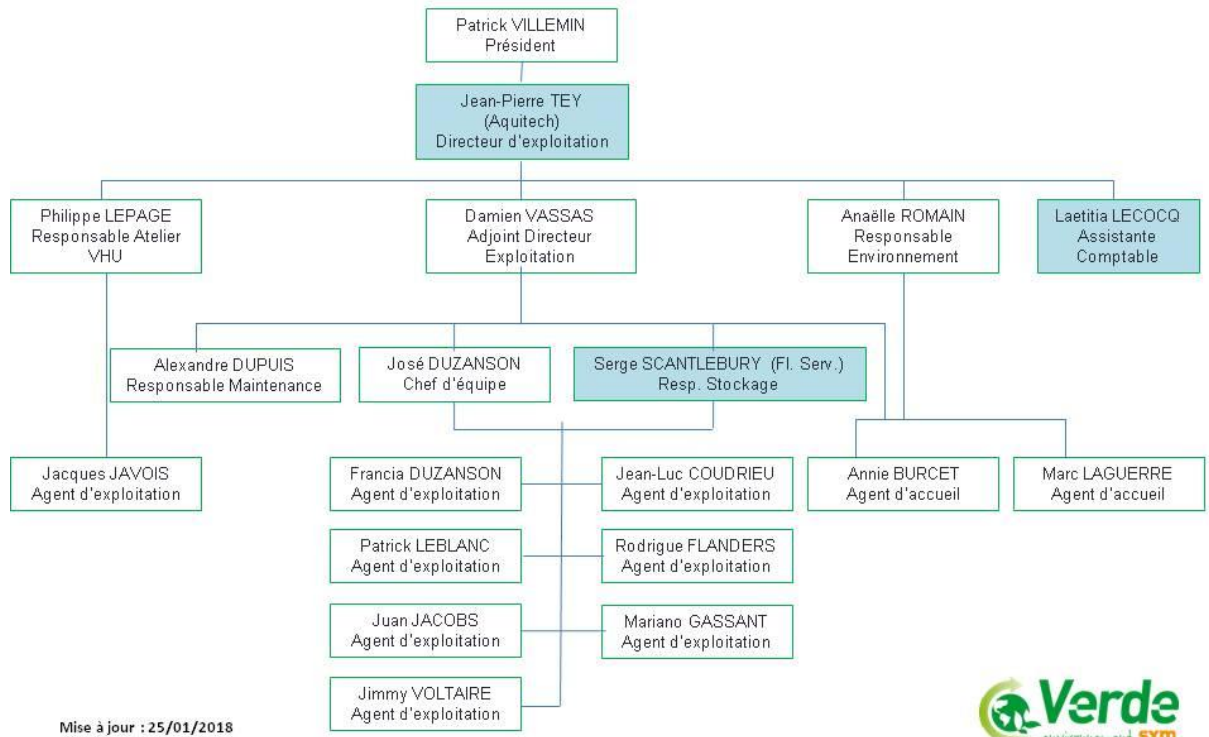 Patrick VILLEMIN
Président
Jean-Pierre TEY
(Aquitech)
Directeur d'exploitation
Philippe LEPAGE
Responsable Atelier
VHU
Damien VASSAS
Adjoint Directeur
Exploitation
Anaëlle ROMAIN
Responsable
Environnement
Laetitia LECOCQ
Assistante
Comptable
Alexandre DUPUIS
Responsable Maintenance
José DUZANSON
Chef d'équipe
Serge SCANTLEBURY (Fl. Serv.)
Resp. Stockage
Jacques JAVOIS
Agent d'exploitation
Francia DUZANSON
Agent d'exploitation
Jean-Luc COUDRIEU
Agent d'exploitation
Annie BURCET
Agent d'accueil
Marc LAGUERRE
Agent d'accueil
Patrick LEBLANC
Agent d'exploitation
Rodrigue FLANDERS
Agent d'exploitation
Juan JACOBS
Agent d'exploitation
Mariano GASSANT
Agent d'exploitation
Jimmy VOLTAIRE
Agent d'exploitation
Mise à jour : 25/01/2018
Verde
sxm